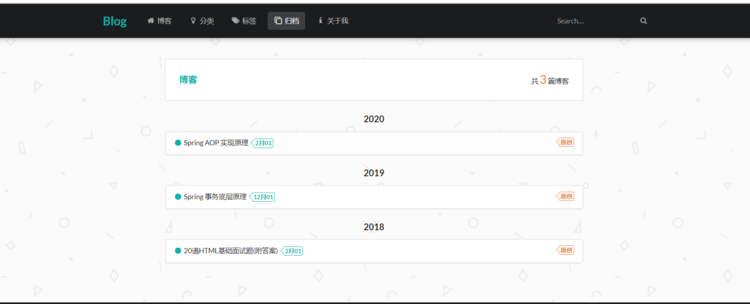 Blog 博客 分类 标签 归档 关于我 Search...
博客 共 3 篇博客
2020
Spring AOP 实现原理 2月01 原创
2019
Spring 事务底层原理 12月01 原创
2018
20道HTML基础面试题(附答案) 2月01 原创